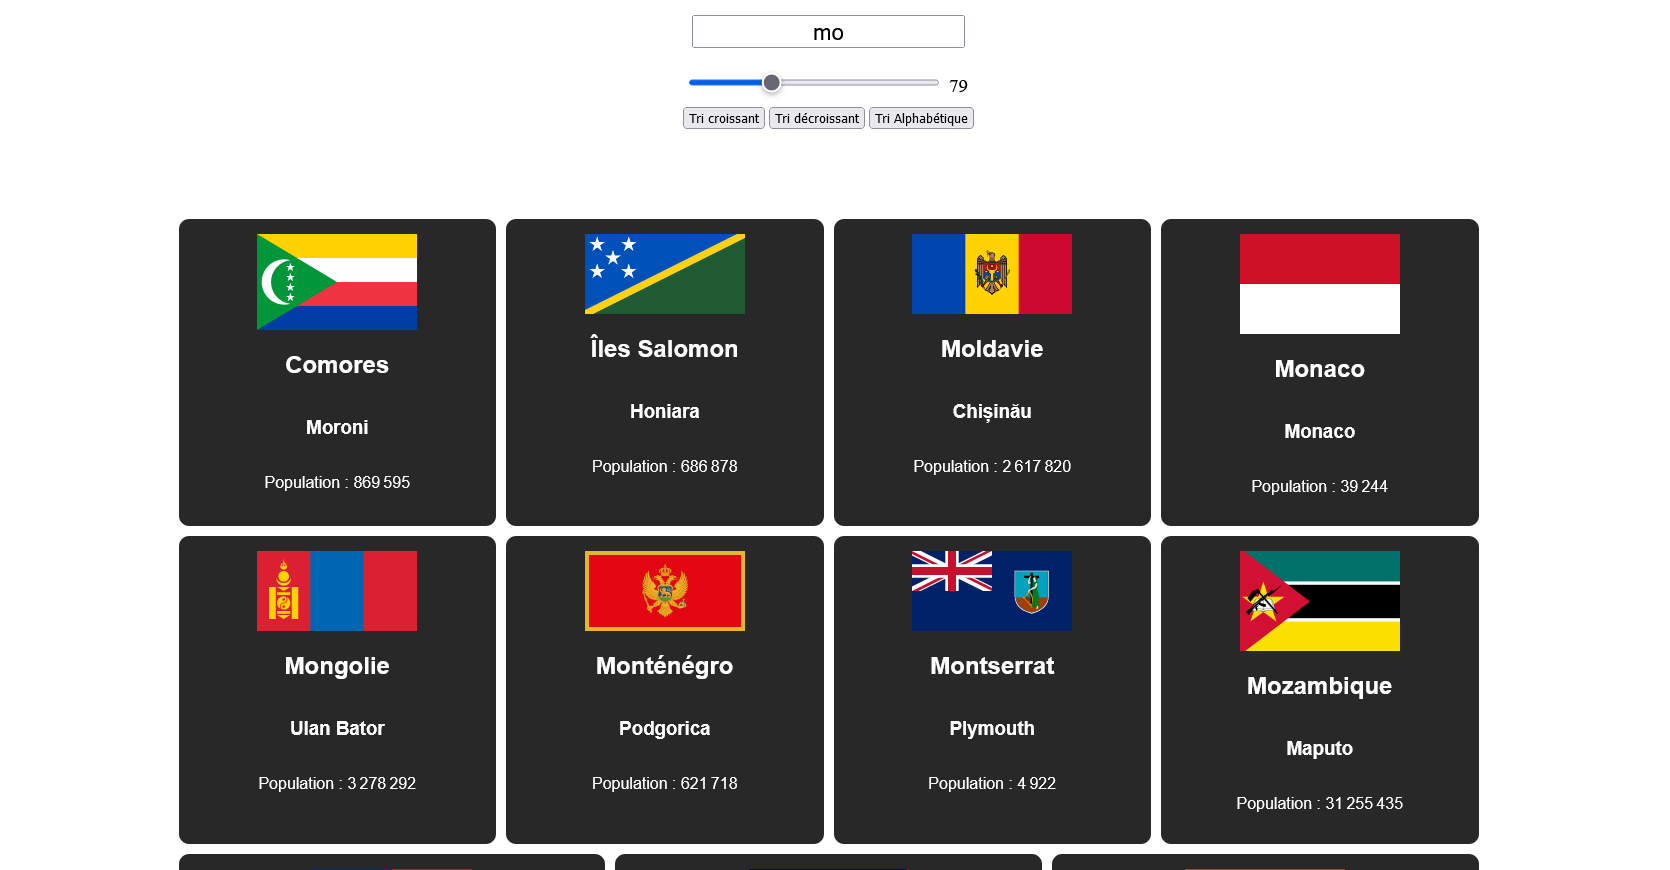 mo
79
Tri croissant Tri décroissant Tri Alphabétique
Comores
Moroni
Population : 869 595
Îles Salomon
Honiara
Population : 686 878
Moldavie
Chișinău
Population : 2 617 820
Monaco
Monaco
Population : 39 244
Mongolie
Ulan Bator
Population : 3 278 292
Monténégro
Podgorica
Population : 621 718
Montserrat
Plymouth
Population : 4 922
Mozambique
Maputo
Population : 31 255 435